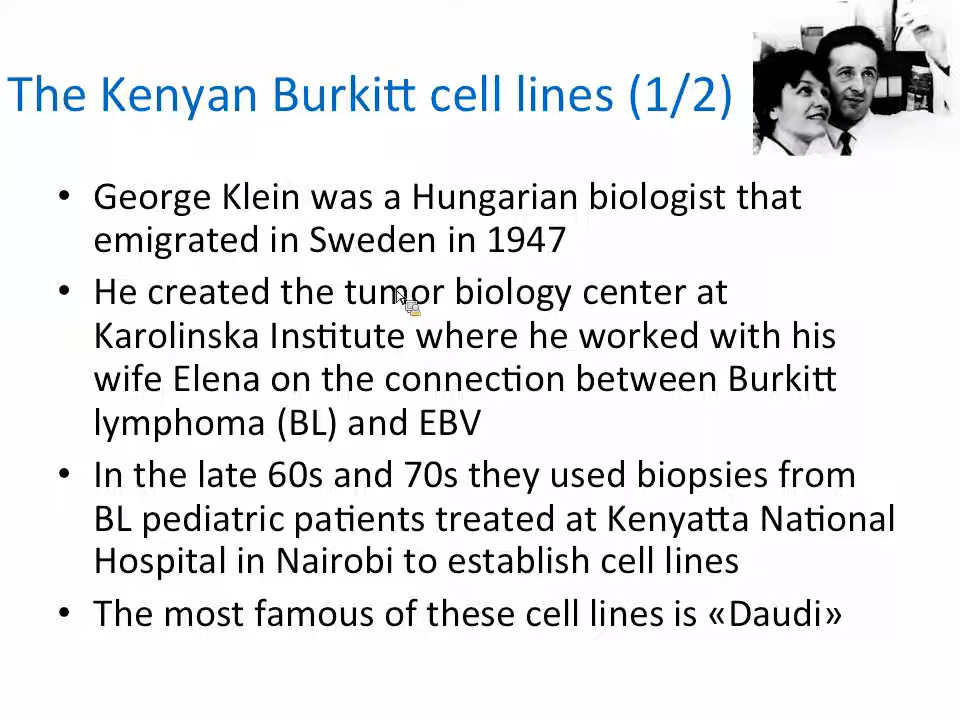 The Kenyan Burkitt cell lines (1/2)
• George Klein was a Hungarian biologist that
emigrated in Sweden in 1947
• He created the tumor biology center at
Karolinska Institute where he worked with his
wife Elena on the connection between Burkitt
lymphoma (BL) and EBV
• In the late 60s and 70s they used biopsies from
BL pediatric patients treated at Kenyatta National
Hospital in Nairobi to establish cell lines
• The most famous of these cell lines is «Daudi»